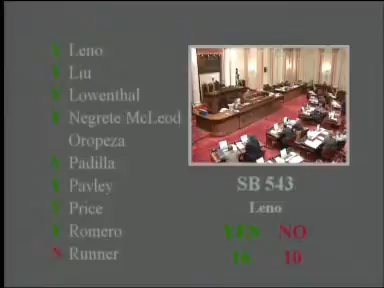 Y Leno
Y Liu
Y Lowenthal
Y Negrete McLeod
Oropeza
Y Padilla
Y Pavley
Y Price
Y Romero
N Runner
SB 543
Leno
YES NO
16 10